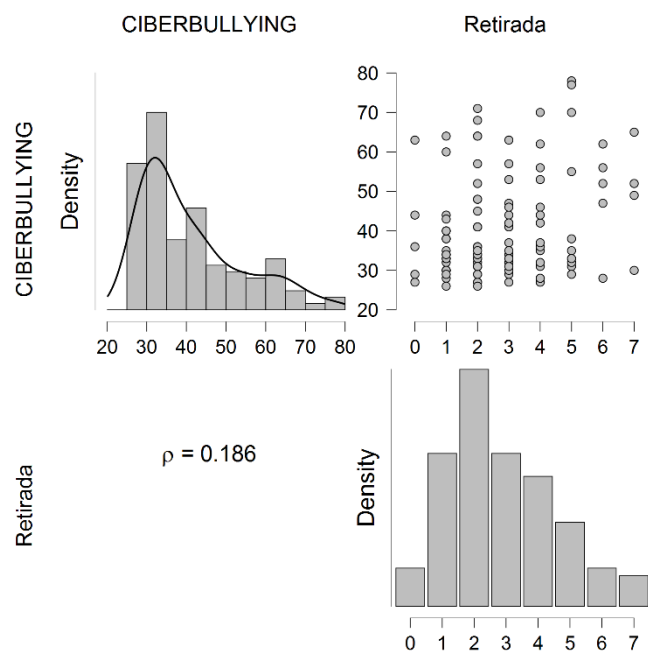 CIBERBULLYING
Retirada
CIBERBULLYING
Density
20 30 40 50 60 70 80
80
70
60
50
40
30
20
0 1 2 3 4 5 6 7
Retirada
ρ = 0.186
Density
0 1 2 3 4 5 6 7